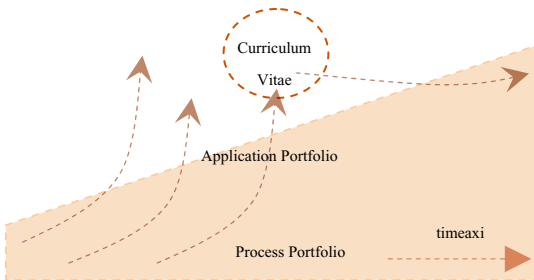 Curriculum
Vitae
Application Portfolio
timeaxi
Process Portfolio